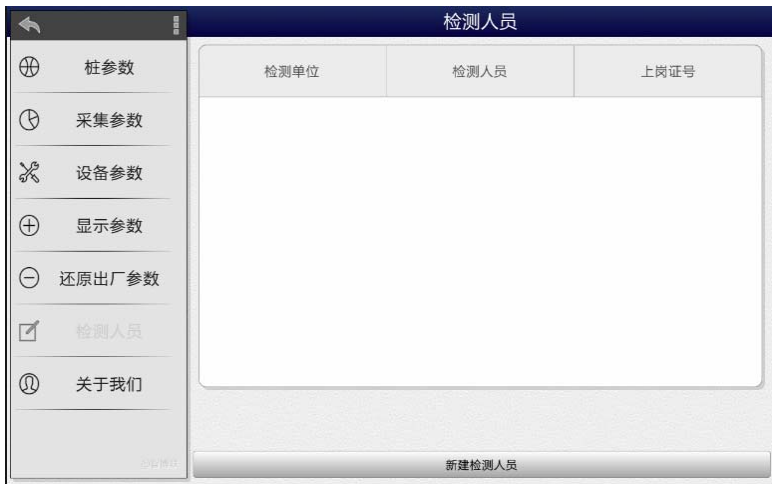 检测人员
桩参数
采集参数
设备参数
显示参数
还原出厂参数
检测人员
关于我们
检测单位 检测人员 上岗证号
新建检测人员